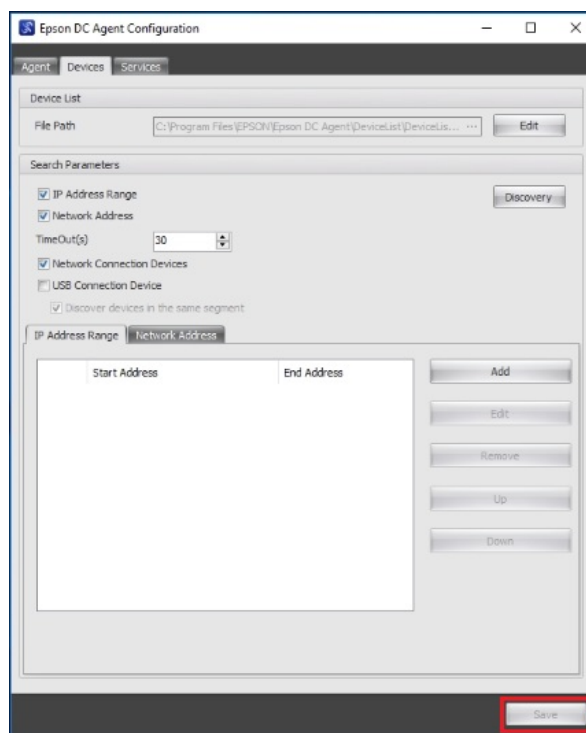 Epson DC Agent Configuration
Agent Devices Services
Device List
File Path C:\Program Files\EPSON\Epson DC Agent\DeviceList\DeviceLis... ... Edit
Search Parameters
IP Address Range
Discovery
Network Address
TimeOut(s) 30
Network Connection Devices
USB Connection Device
Discover devices in the same segment
IP Address Range Network Address
Start Address End Address
Add
Edit
Remove
Up
Down
Save